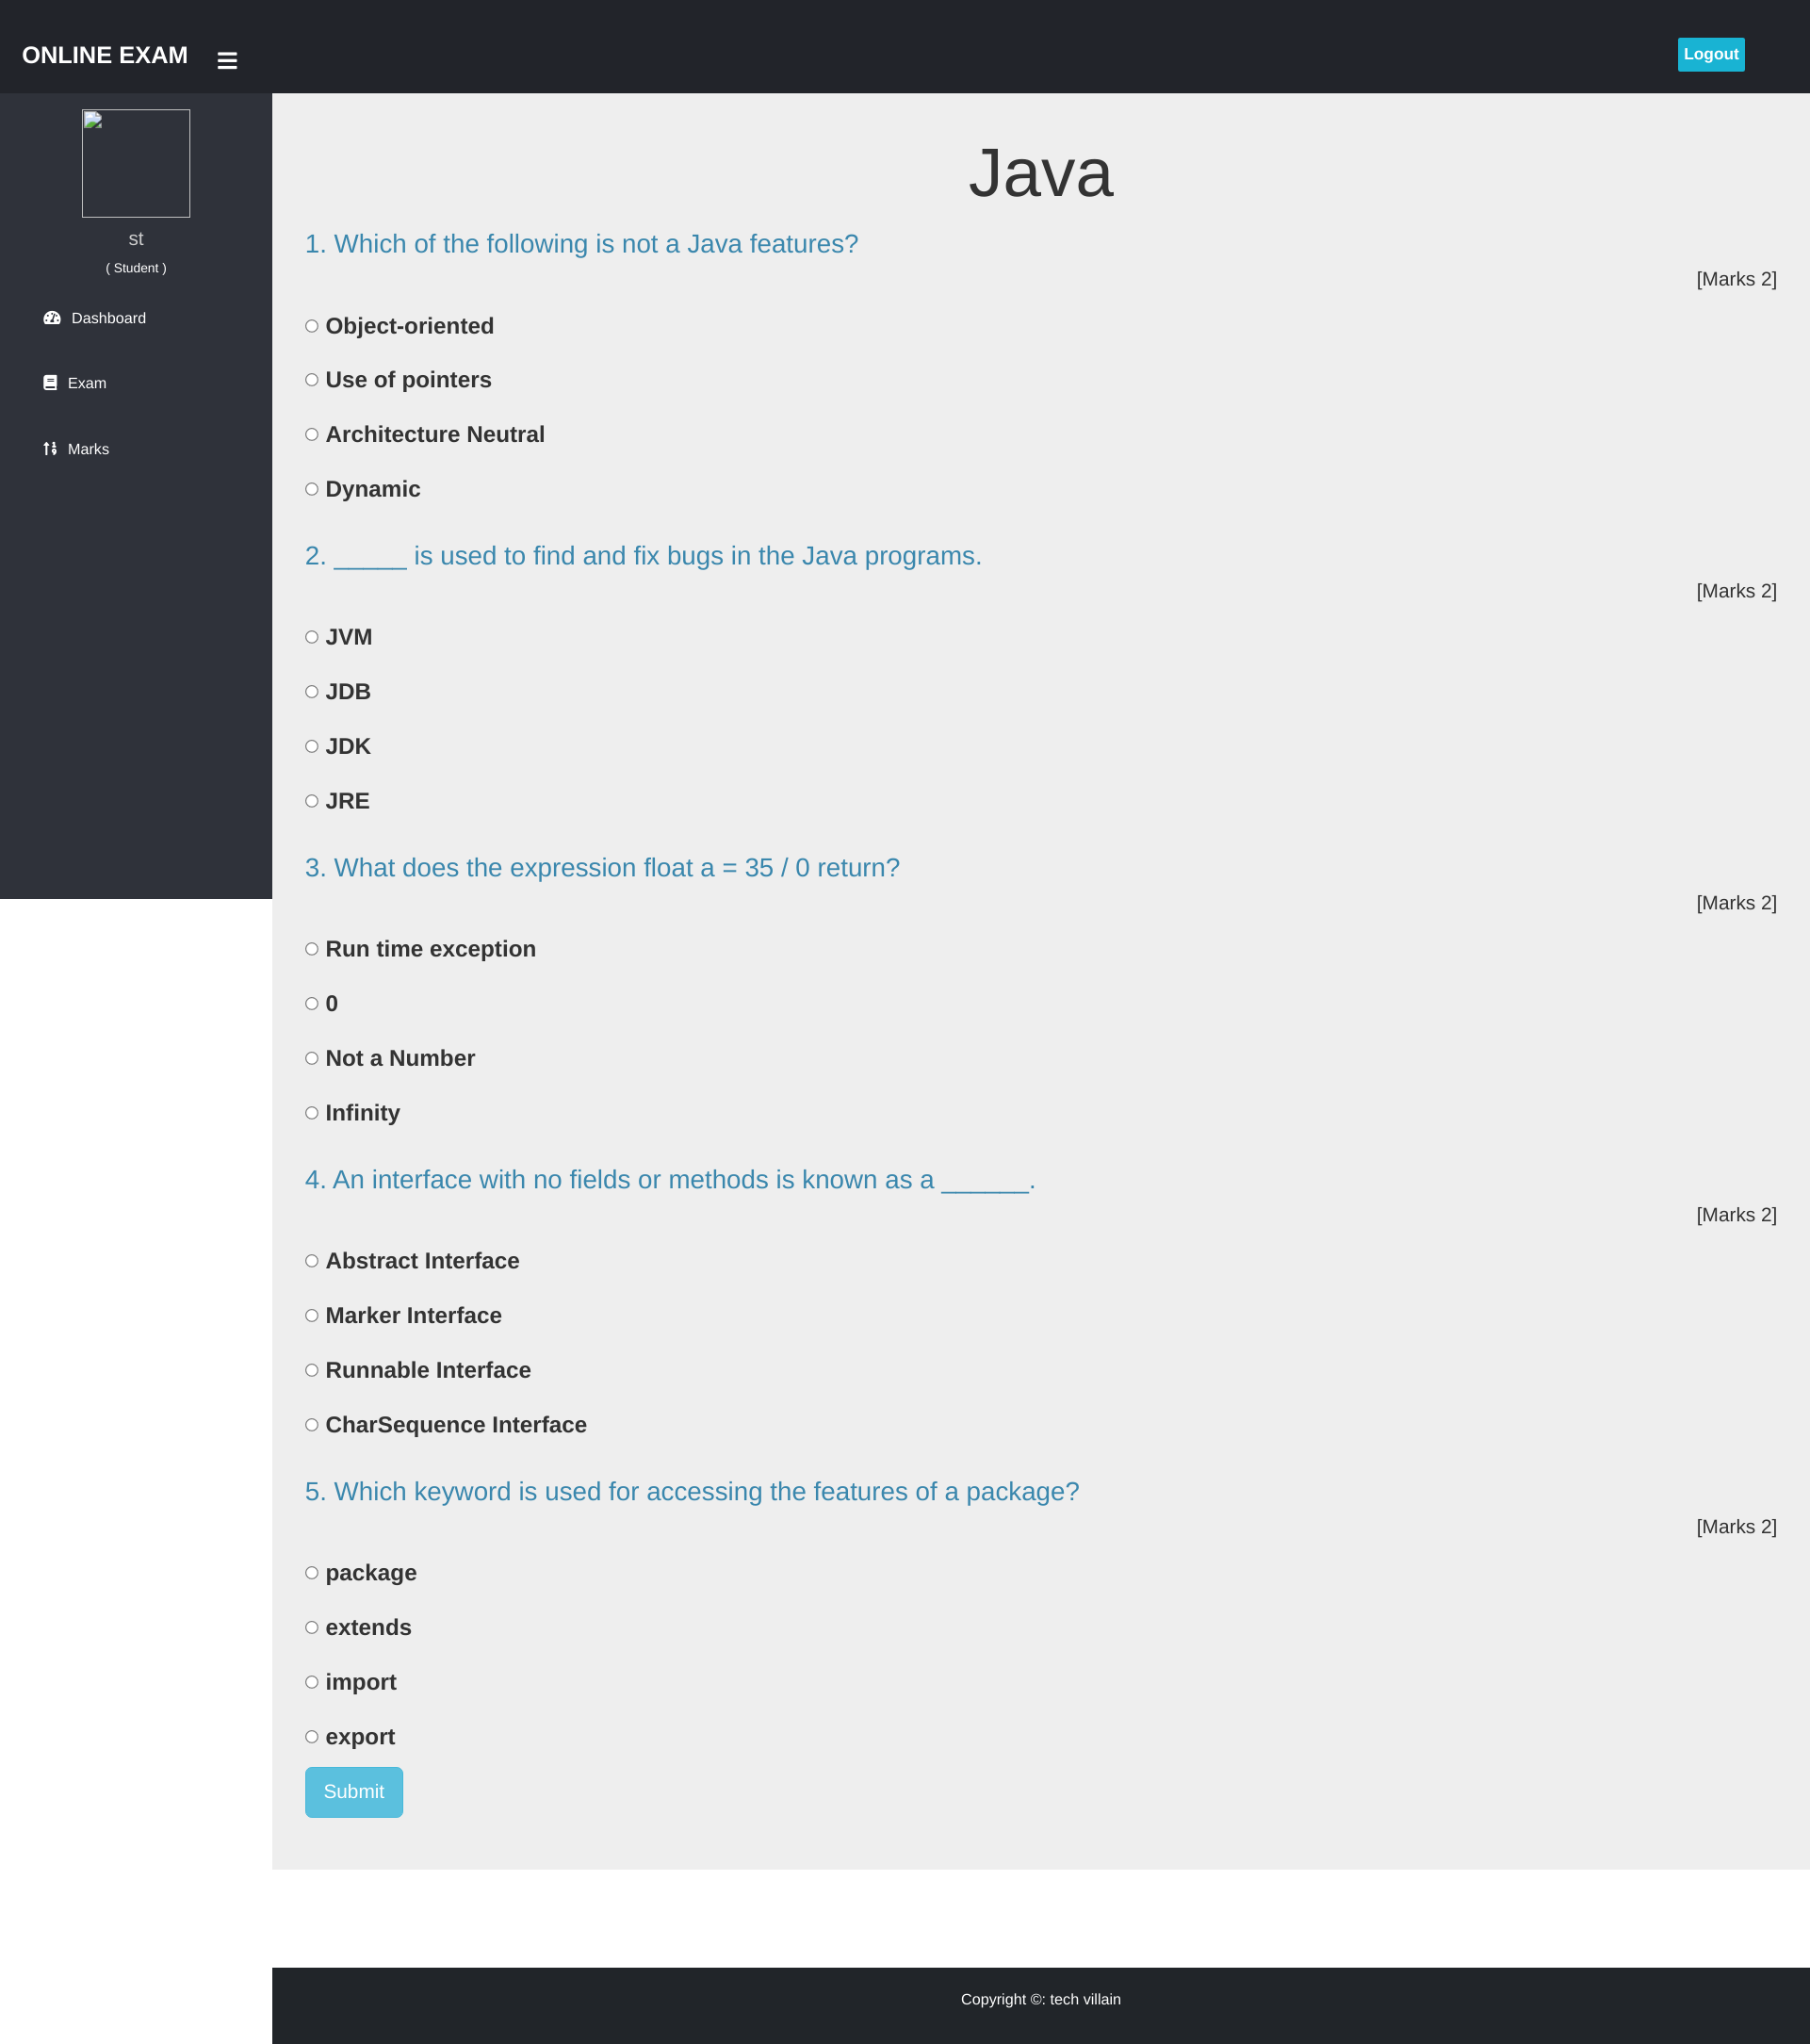 ONLINE EXAM
Logout
st
( Student )
Dashboard
Exam
Marks
Java
1. Which of the following is not a Java features?
[Marks 2]
Object-oriented
Use of pointers
Architecture Neutral
Dynamic
2. _____ is used to find and fix bugs in the Java programs.
[Marks 2]
JVM
JDB
JDK
JRE
3. What does the expression float a = 35 / 0 return?
[Marks 2]
Run time exception
0
Not a Number
Infinity
4. An interface with no fields or methods is known as a ______.
[Marks 2]
Abstract Interface
Marker Interface
Runnable Interface
CharSequence Interface
5. Which keyword is used for accessing the features of a package?
[Marks 2]
package
extends
import
export
Submit
Copyright ©: tech villain